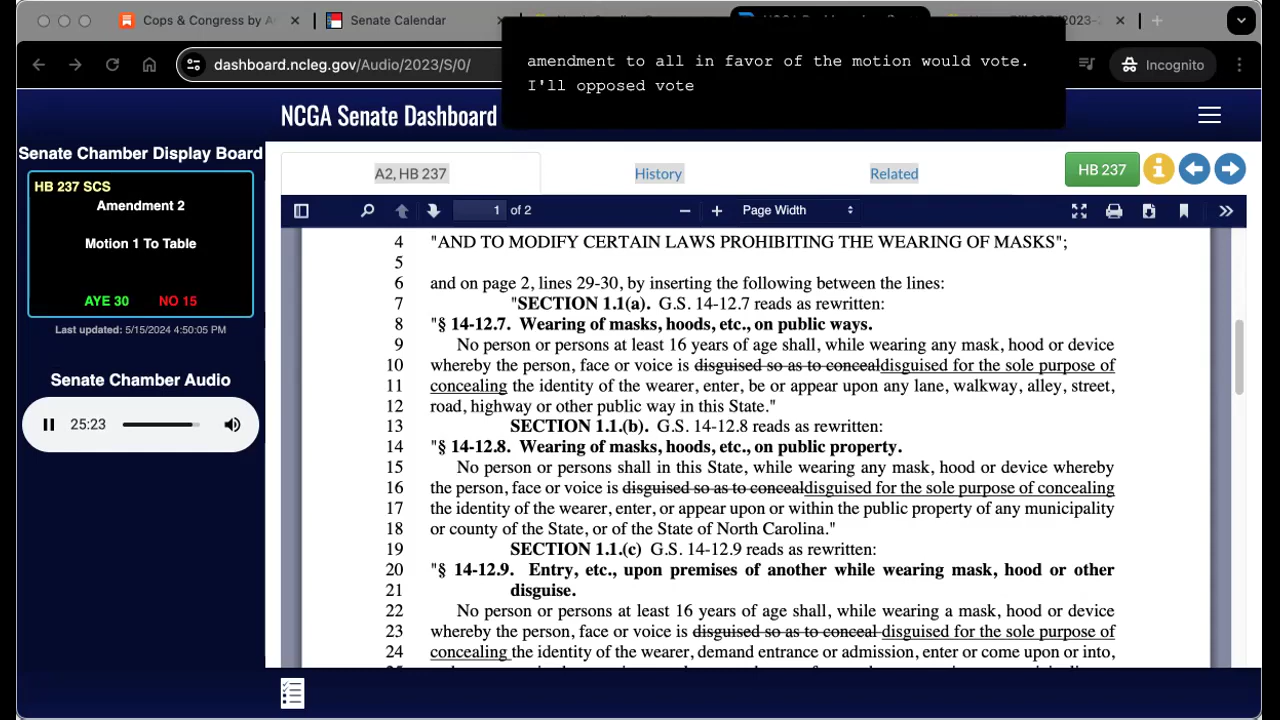 Cops & Congress by A
Senate Calendar
dashboard.ncleg.gov/Audio/2023/S/0/
Incognito
amendment to all in favor of the motion would vote.
I'll opposed vote
NCGA Senate Dashboard
Senate Chamber Display Board
HB 237 SCS
Amendment 2
Motion 1 To Table
AYE 30 NO 15
Last updated: 5/15/2024 4:50:05 PM
Senate Chamber Audio
25:23
A2, HB 237
History
Related
HB 237
1 of 2
Page Width
4 "AND TO MODIFY CERTAIN LAWS PROHIBITING THE WEARING OF MASKS";
5
6 and on page 2, lines 29-30, by inserting the following between the lines:
7 "SECTION 1.1(a). G.S. 14-12.7 reads as rewritten:
8 "§ 14-12.7. Wearing of masks, hoods, etc., on public ways.
9 No person or persons at least 16 years of age shall, while wearing any mask, hood or device
10 whereby the person, face or voice is disguised so as to concealdisguised for the sole purpose of
11 concealing the identity of the wearer, enter, be or appear upon any lane, walkway, alley, street,
12 road, highway or other public way in this State."
13 SECTION 1.1.(b). G.S. 14-12.8 reads as rewritten:
14 "§ 14-12.8. Wearing of masks, hoods, etc., on public property.
15 No person or persons shall in this State, while wearing any mask, hood or device whereby
16 the person, face or voice is disguised so as to concealdisguised for the sole purpose of concealing
17 the identity of the wearer, enter, or appear upon or within the public property of any municipality
18 or county of the State, or of the State of North Carolina."
19 SECTION 1.1.(c) G.S. 14-12.9 reads as rewritten:
20 "§ 14-12.9. Entry, etc., upon premises of another while wearing mask, hood or other
21 disguise.
22 No person or persons at least 16 years of age shall, while wearing a mask, hood or device
23 whereby the person, face or voice is disguised so as to conceal disguised for the sole purpose of
24 concealing the identity of the wearer, demand entrance or admission, enter or come upon or into,